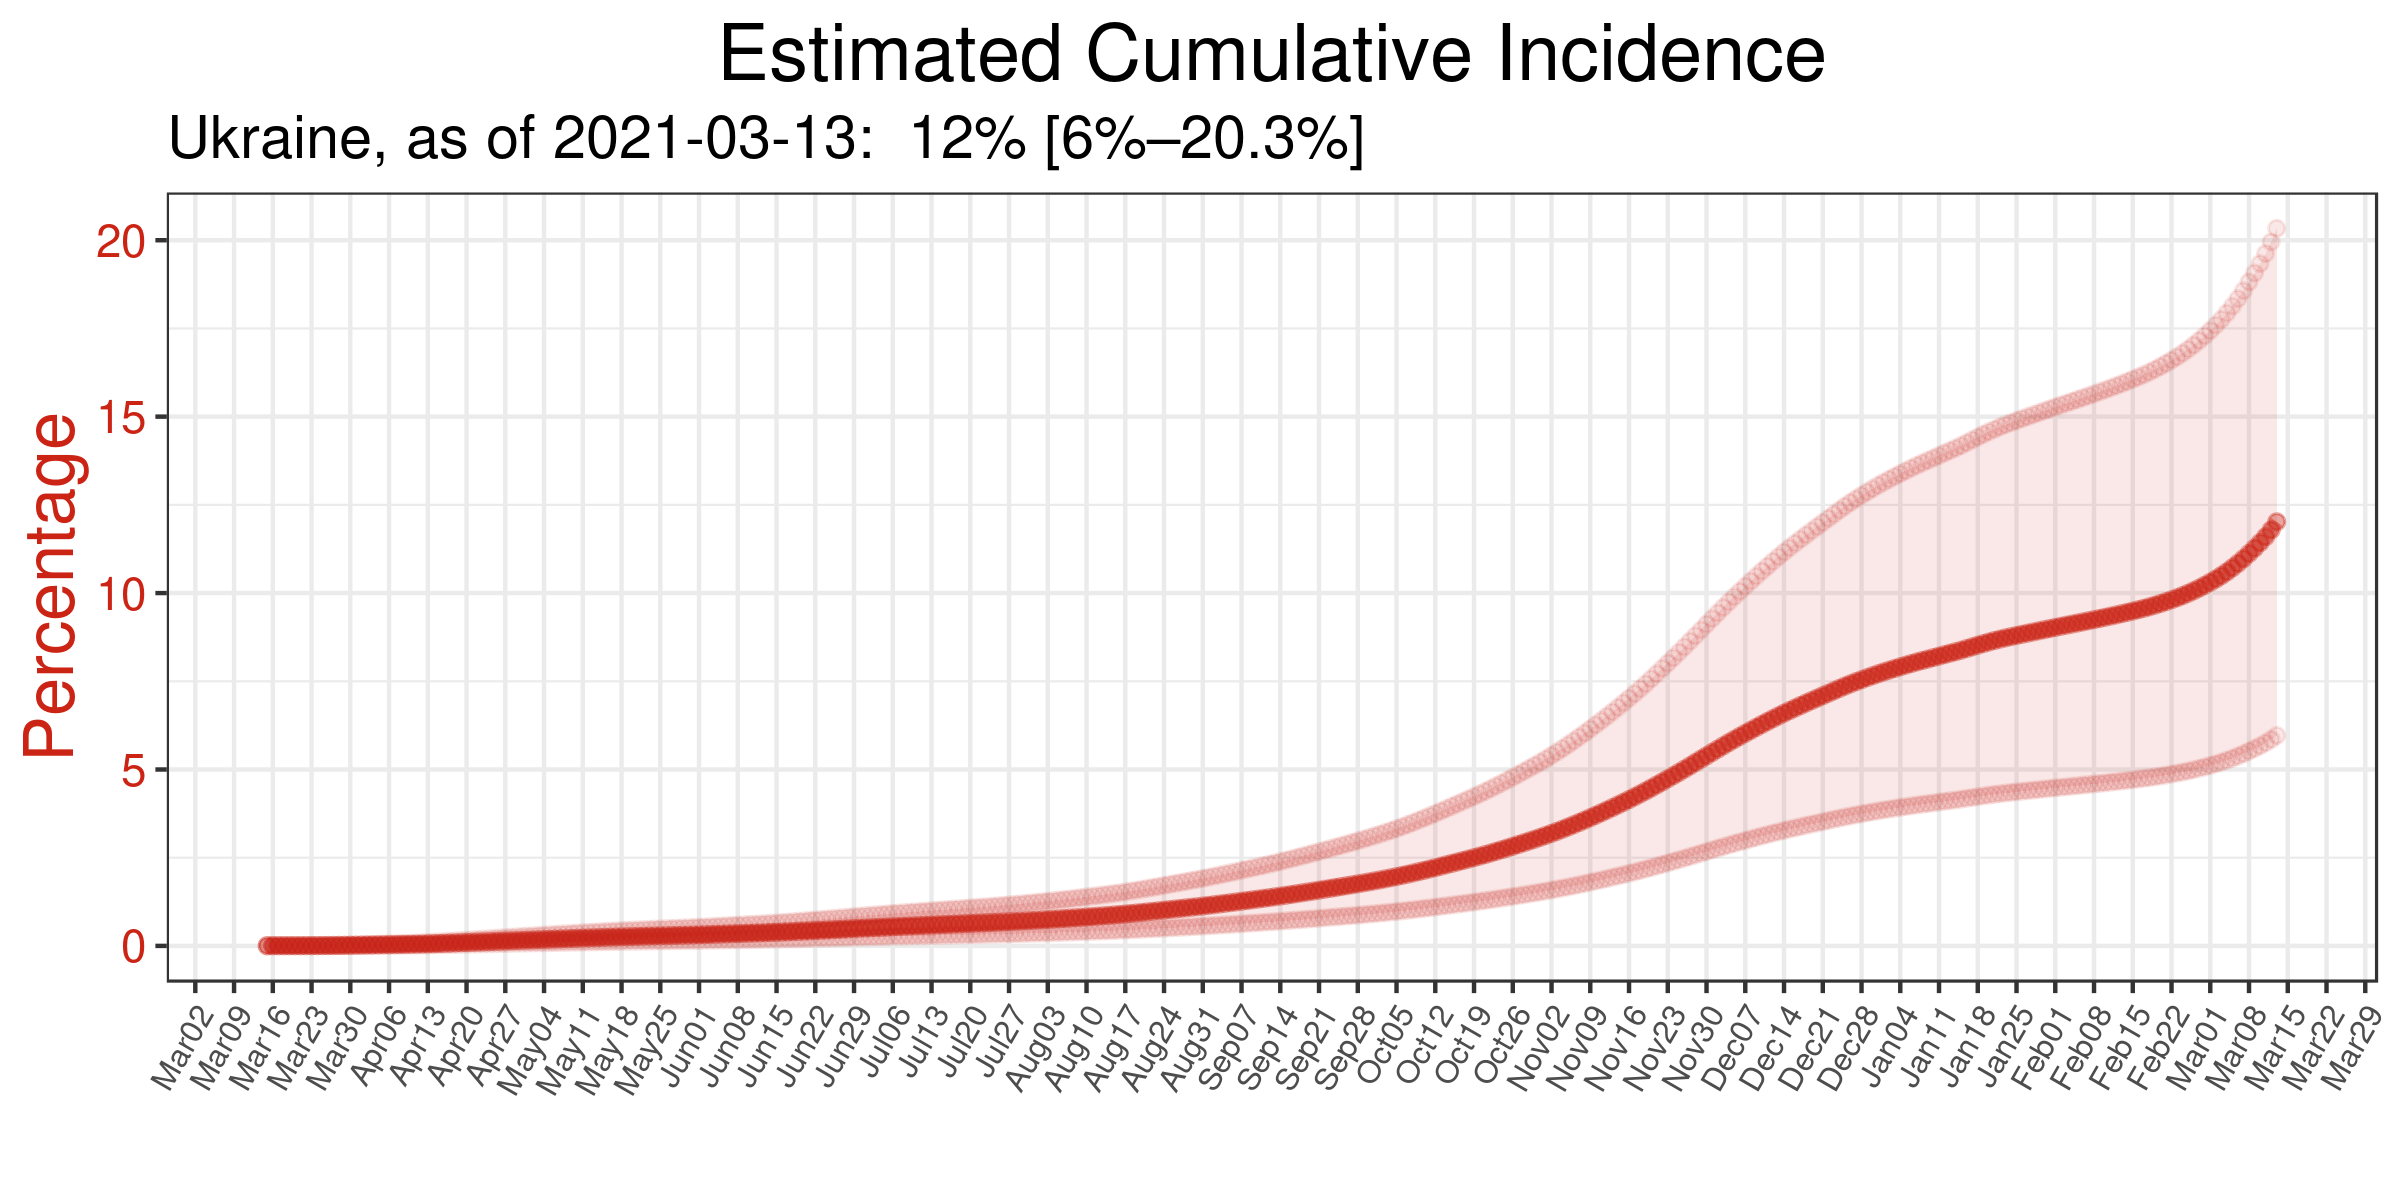 Estimated Cumulative Incidence
Ukraine, as of 2021-03-13:  12% [6%–20.3%]
Percentage
20
15
10
5
0
Mar02
Mar09
Mar16
Mar23
Mar30
Apr06
Apr13
Apr20
Apr27
May04
May11
May18
May25
Jun01
Jun08
Jun15
Jun22
Jun29
Jul06
Jul13
Jul20
Jul27
Aug03
Aug10
Aug17
Aug24
Aug31
Sep07
Sep14
Sep21
Sep28
Oct05
Oct12
Oct19
Oct26
Nov02
Nov09
Nov16
Nov23
Nov30
Dec07
Dec14
Dec21
Dec28
Jan04
Jan11
Jan18
Jan25
Feb01
Feb08
Feb15
Feb22
Mar01
Mar08
Mar15
Mar22
Mar29